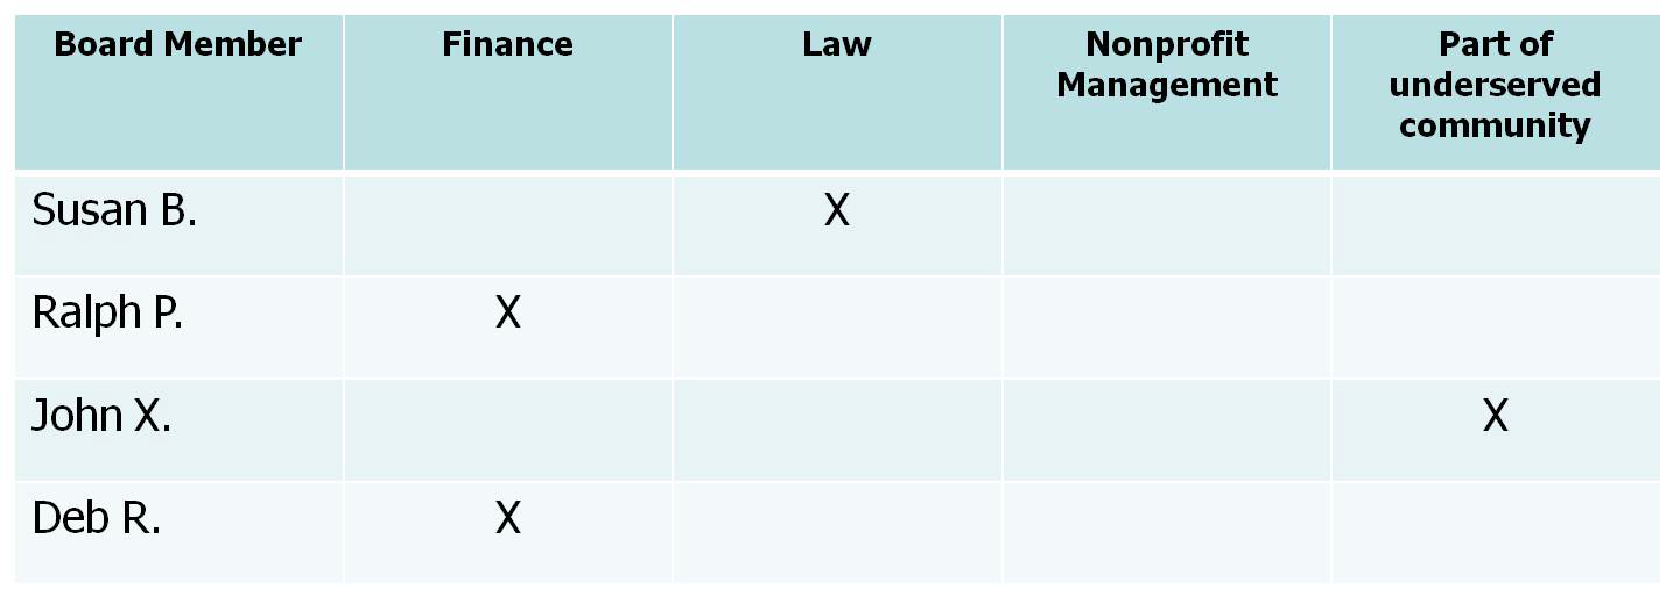 Board Member Finance Law Nonprofit Management Part of underserved community
Susan B. X
Ralph P. X
John X. X
Deb R. X